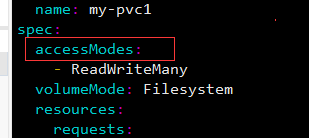 name: my-pvc1
spec:
accessModes:
- ReadWriteMany
volumeMode: Filesystem
resources:
requests: